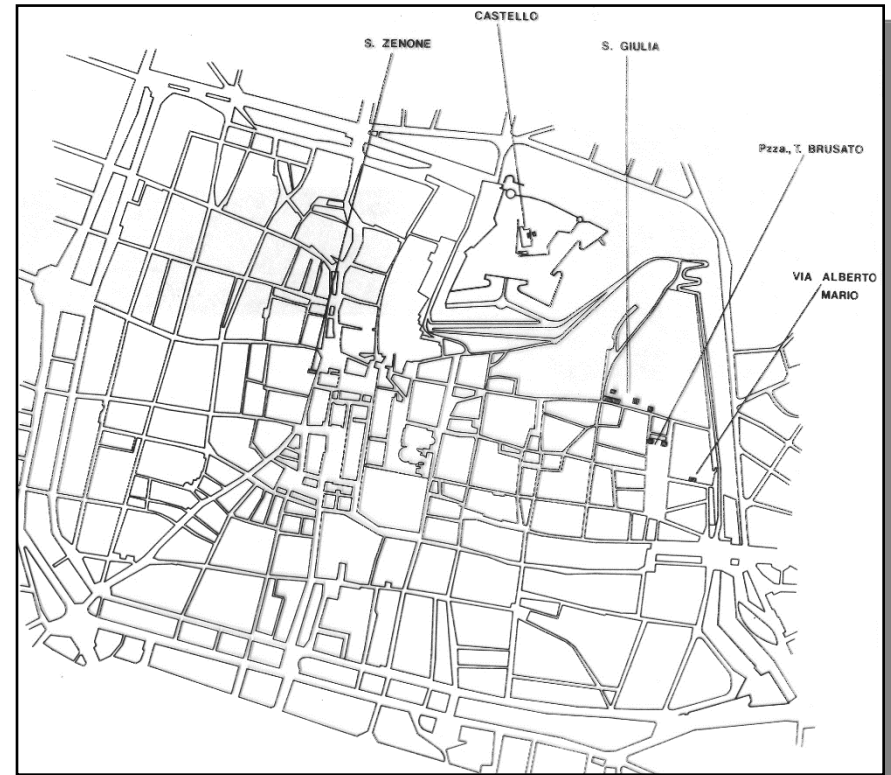 CASTELLO
S. ZENONE
S. GIULIA
Pzza., T. BRUSATO
VIA ALBERTO
MARIO